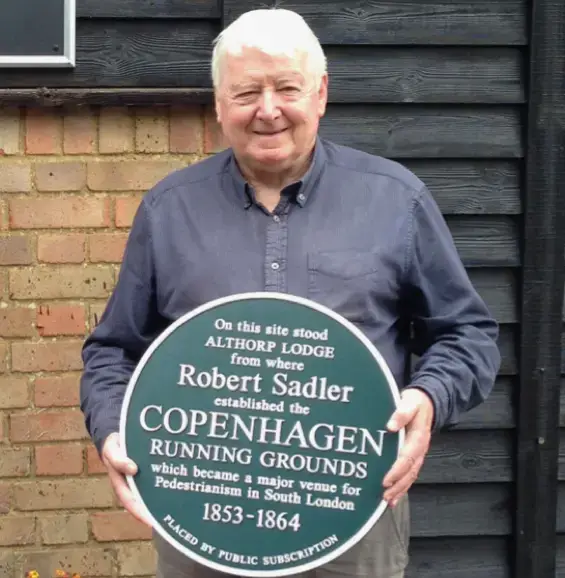 On this site stood
ALTHORP LODGE
from where
Robert Sadler
established the
COPENHAGEN
RUNNING GROUNDS
which became a major venue for
Pedestrianism in South London
1853-1864
PLACED BY PUBLIC SUBSCRIPTION